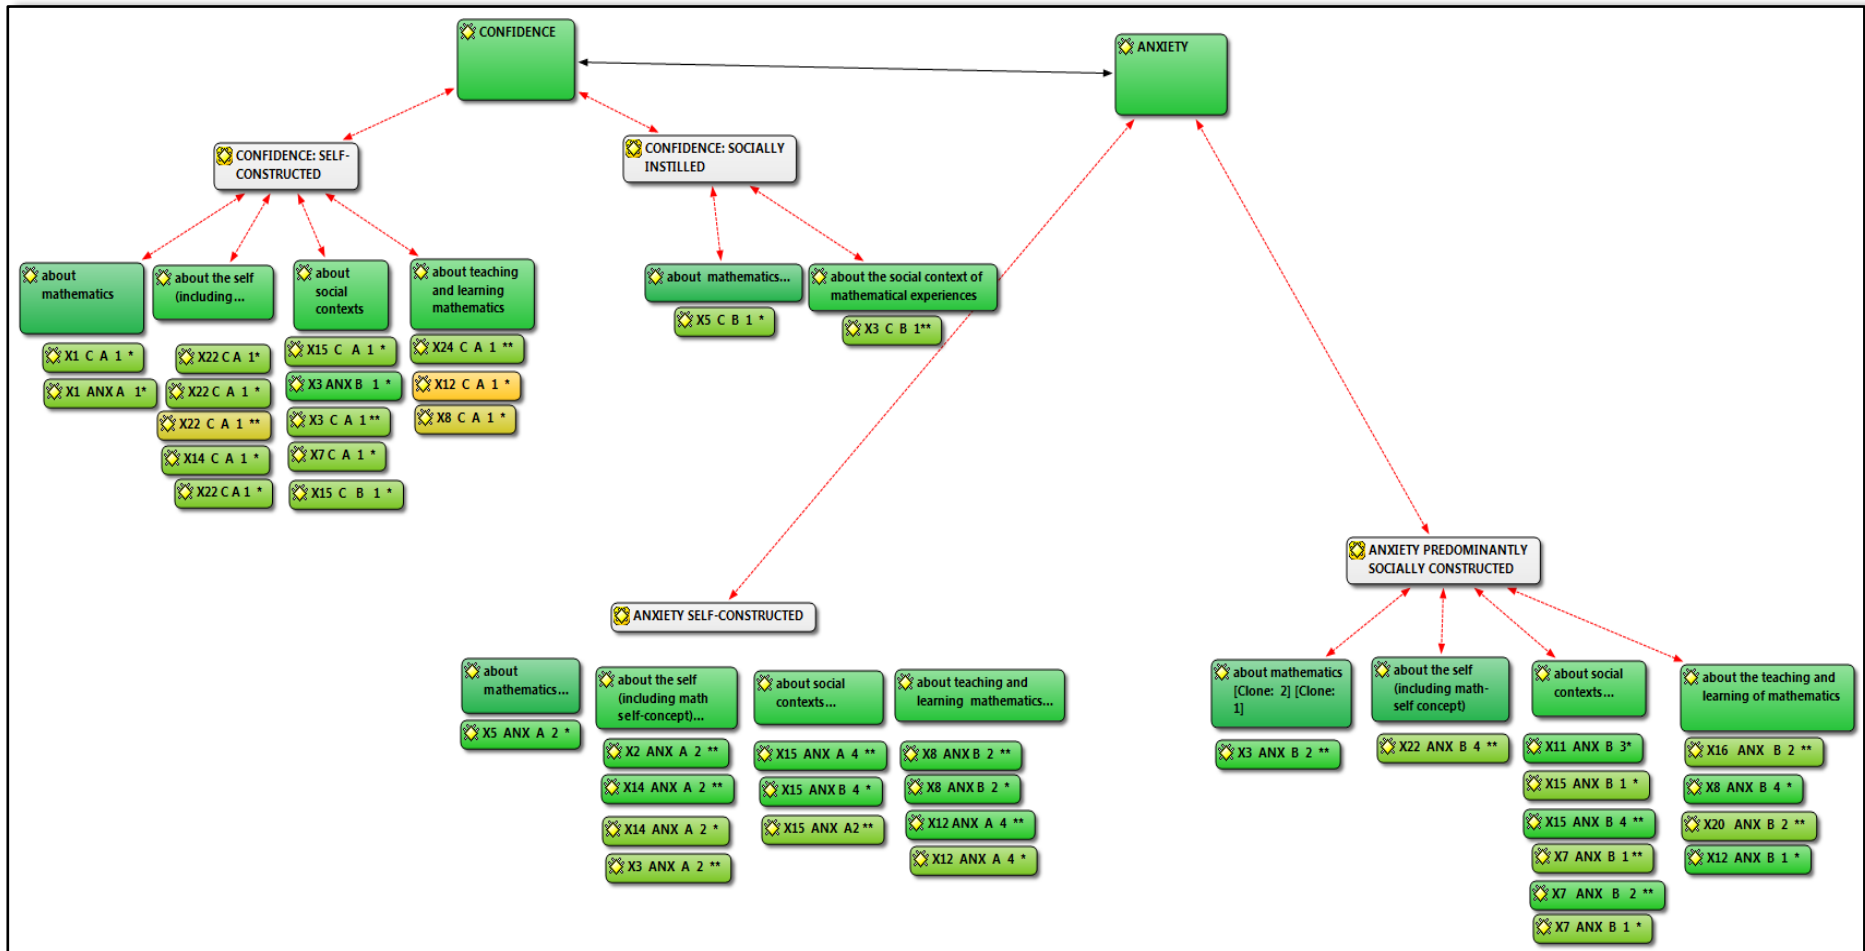 CONFIDENCE
ANXIETY
CONFIDENCE: SELF-
CONSTRUCTED
CONFIDENCE: SOCIALLY
INSTILLED
about
mathematics
X1 C A 1 *
X1 ANX A 1*
about the self
(including...
X22 C A 1*
X22 C A 1 *
X22 C A 1 **
X14 C A 1 *
X22 C A 1 *
about
social
contexts
X15 C A 1 *
X3 ANX B 1 *
X3 C A 1 **
X7 C A 1 *
X15 C B 1 *
about teaching
and learning
mathematics
X24 C A 1 **
X12 C A 1 *
X8 C A 1 *
about mathematics...
X5 C B 1 *
about the social context of
mathematical experiences
X3 C B 1**
ANXIETY SELF-CONSTRUCTED
about
mathematics...
X5 ANX A 2 *
about the self
(including math
self-concept)...
X2 ANX A 2 **
X14 ANX A 2 **
X14 ANX A 2 *
X3 ANX A 2 **
about social
contexts...
X15 ANX A 4 **
X15 ANX B 4 *
X15 ANX A2 **
about teaching and
learning mathematics...
X8 ANX B 2 **
X8 ANX B 2 *
X12 ANX A 4 **
X12 ANX A 4 *
ANXIETY PREDOMINANTLY
SOCIALLY CONSTRUCTED
about mathematics
[Clone: 2] [Clone:
1]
X3 ANX B 2 **
about the self
(including math-
self concept)
X22 ANX B 4 **
about social
contexts...
X11 ANX B 3*
X15 ANX B 1 *
X15 ANX B 4 **
X7 ANX B 1 **
X7 ANX B 2 **
X7 ANX B 1 *
about the teaching and
learning of mathematics
X16 ANX B 2 **
X8 ANX B 4 *
X20 ANX B 2 **
X12 ANX B 1 *